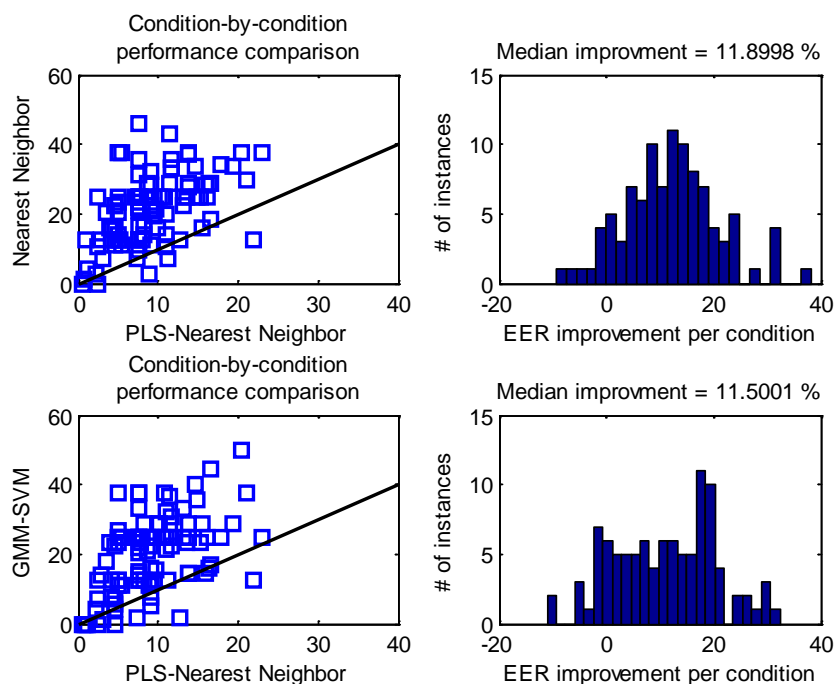 Condition-by-condition
performance comparison
60
40
20
0
0
10
20
30
40
Nearest Neighbor
PLS-Nearest Neighbor
Median improvment = 11.8998 %
15
10
5
0
-20
0
20
40
# of instances
EER improvement per condition
Condition-by-condition
performance comparison
60
40
20
0
0
10
20
30
40
GMM-SVM
PLS-Nearest Neighbor
Median improvment = 11.5001 %
15
10
5
0
-20
0
20
40
# of instances
EER improvement per condition